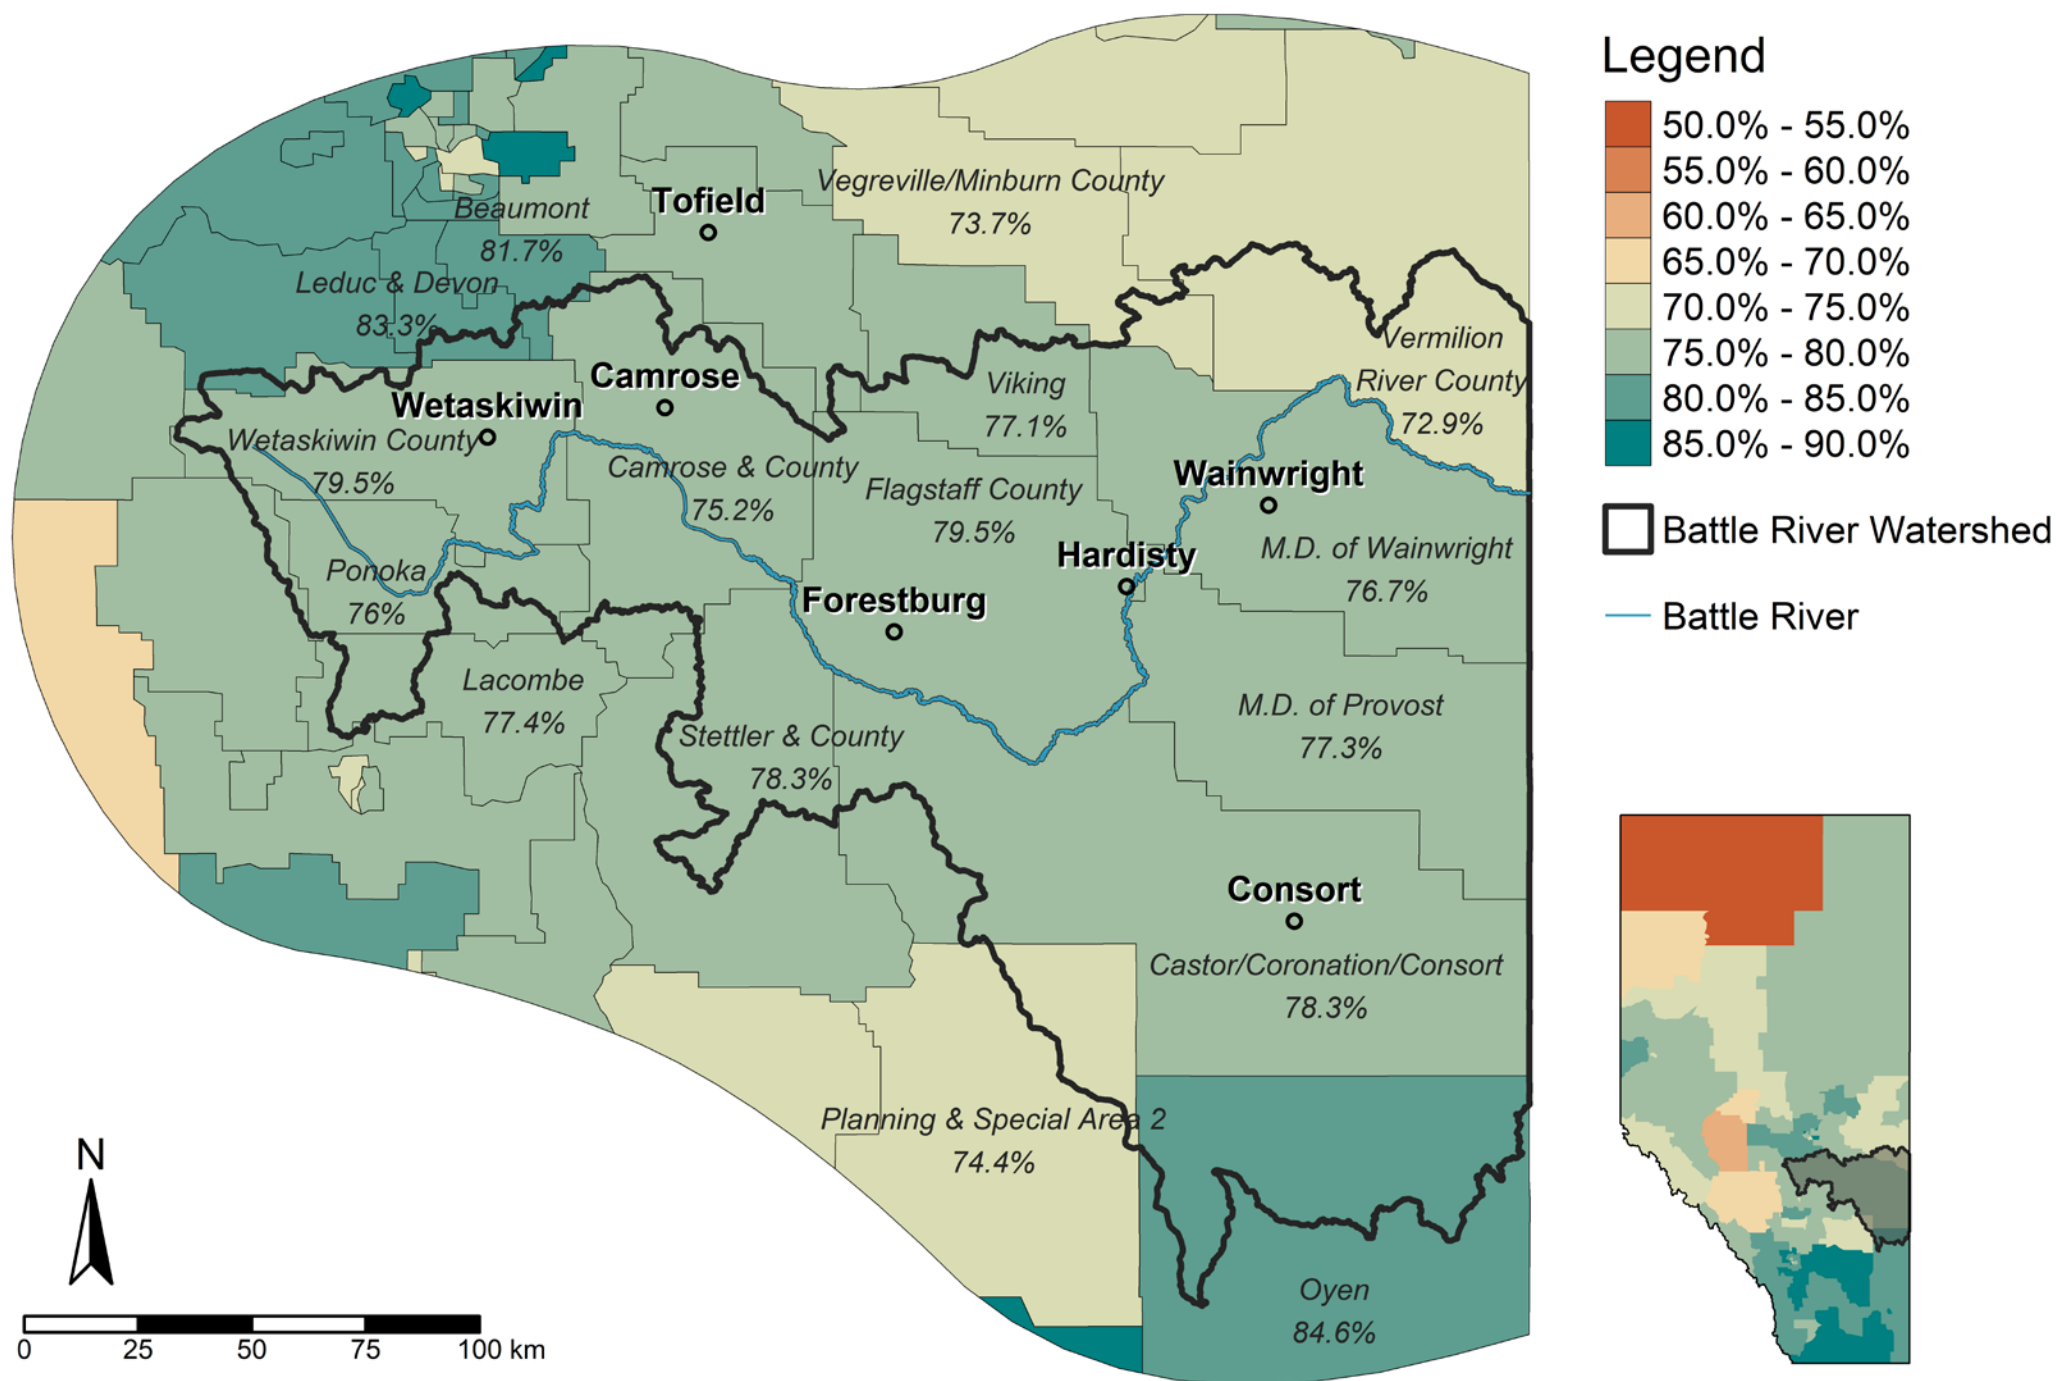 Legend
50.0% - 55.0%
55.0% - 60.0%
60.0% - 65.0%
65.0% - 70.0%
70.0% - 75.0%
75.0% - 80.0%
80.0% - 85.0%
85.0% - 90.0%
Battle River Watershed
Battle River
Vegreville/Minburn County
73.7%
Tofield
Beaumont
81.7%
Leduc & Devon
83.3%
Vermilion
River County
72.9%
Camrose
Viking
77.1%
Wetaskiwin
Wetaskiwin County
79.5%
Camrose & County
75.2%
Flagstaff County
79.5%
Wainwright
M.D. of Wainwright
76.7%
Hardisty
Ponoka
76%
Forestburg
Lacombe
77.4%
M.D. of Provost
77.3%
Stettler & County
78.3%
Consort
Castor/Coronation/Consort
78.3%
Planning & Special Area 2
74.4%
Oyen
84.6%
N
0 25 50 75 100 km